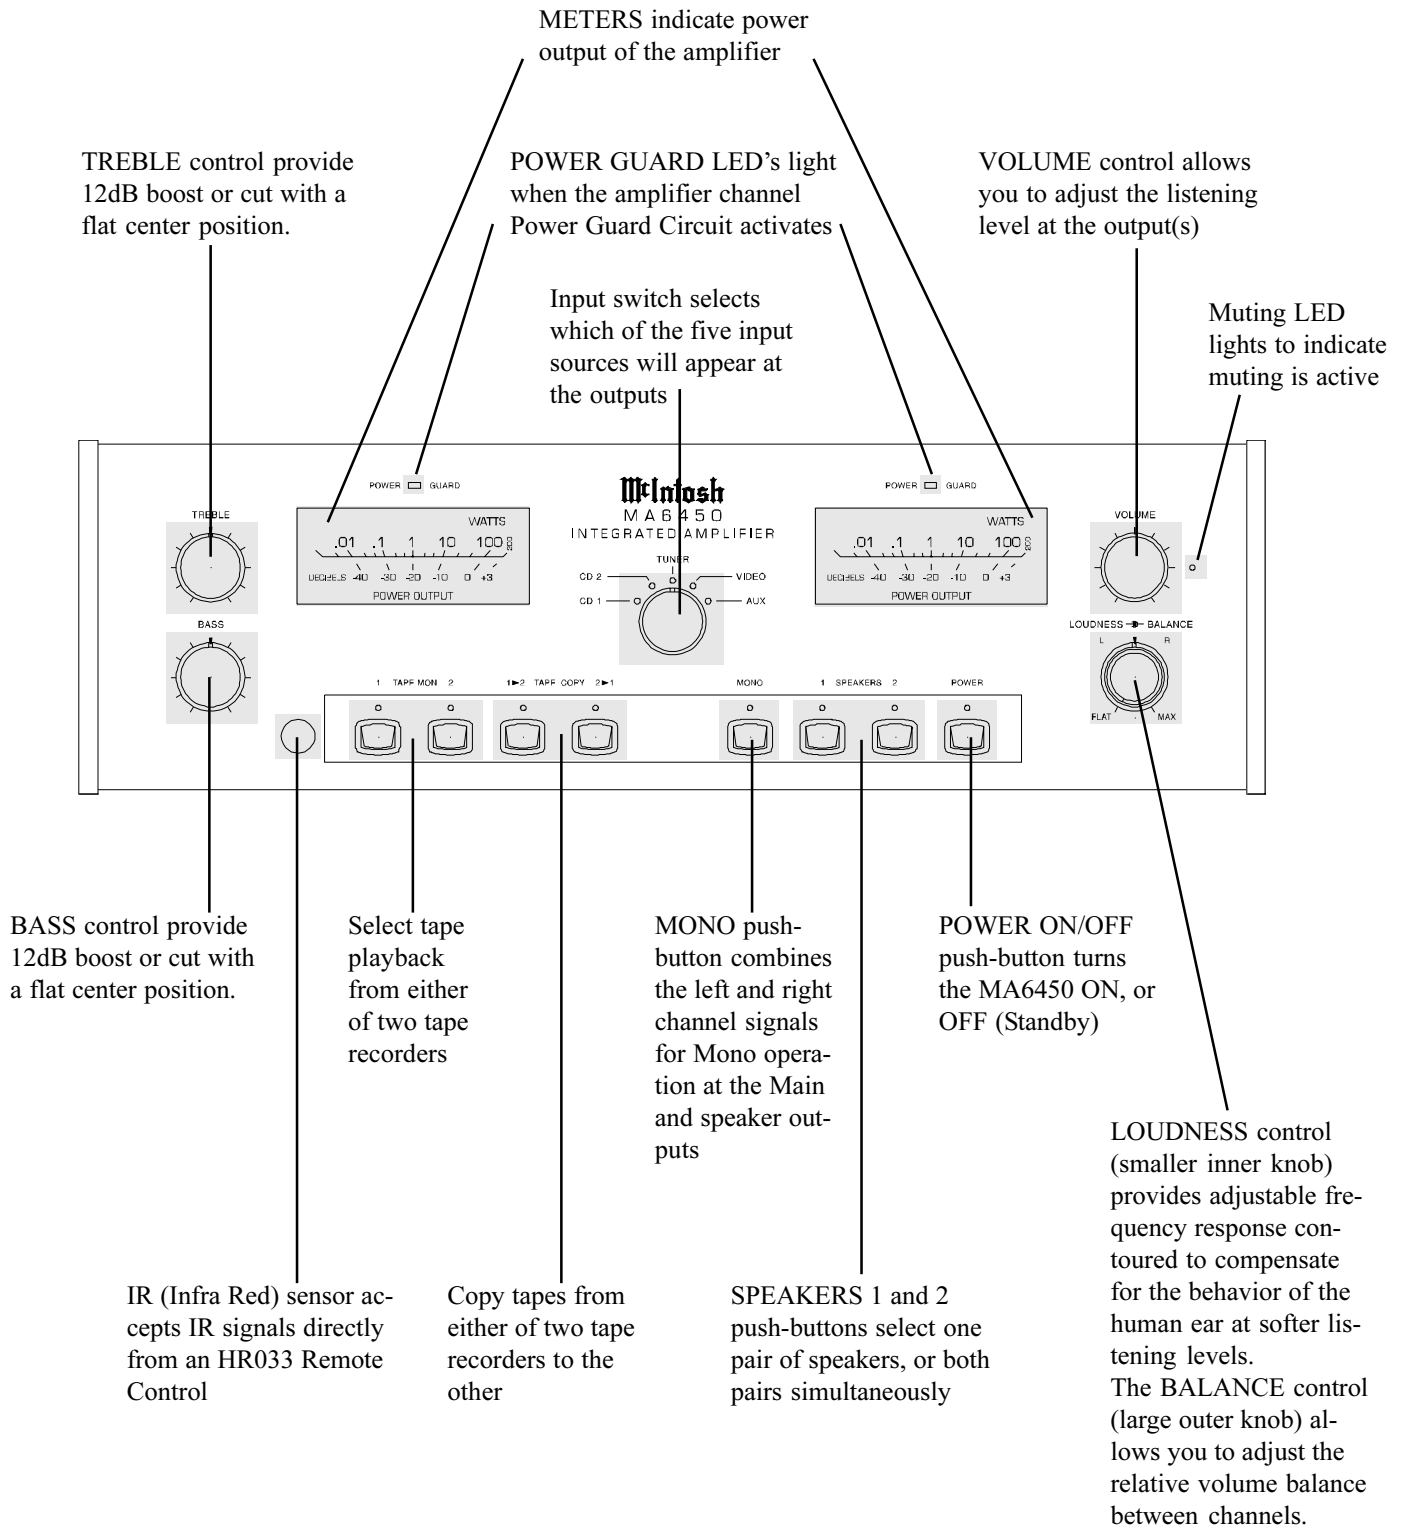 METERS indicate power
output of the amplifier
TREBLE control provide
12dB boost or cut with a
flat center position.
POWER GUARD LED’s light
when the amplifier channel
Power Guard Circuit activates
VOLUME control allows
you to adjust the listening
level at the output(s)
Input switch selects
which of the five input
sources will appear at
the outputs
Muting LED
lights to indicate
muting is active
POWER GUARD
McIntosh
MA6450
INTEGRATED AMPLIFIER
POWER GUARD
TREBLE
WATTS
.01 .1 1 10 100 200
DECIBELS -40 -30 -20 -10 0 +3
POWER OUTPUT
TUNER
CD 2
VIDEO
CD 1
AUX
WATTS
.01 .1 1 10 100 200
DECIBELS -40 -30 -20 -10 0 +3
POWER OUTPUT
VOLUME
BASS
LOUDNESS BALANCE
L R
FLAT MAX
1 TAPE MON 2
1►2 TAPE COPY 2►1
MONO
1 SPEAKERS 2
POWER
BASS control provide
12dB boost or cut with
a flat center position.
Select tape
playback
from either
of two tape
recorders
MONO push-
button combines
the left and right
channel signals
for Mono opera-
tion at the Main
and speaker out-
puts
POWER ON/OFF
push-button turns
the MA6450 ON, or
OFF (Standby)
LOUDNESS control
(smaller inner knob)
provides adjustable fre-
quency response con-
toured to compensate
for the behavior of the
human ear at softer lis-
tening levels.
The BALANCE control
(large outer knob) al-
lows you to adjust the
relative volume balance
between channels.
IR (Infra Red) sensor ac-
cepts IR signals directly
from an HR033 Remote
Control
Copy tapes from
either of two tape
recorders to the
other
SPEAKERS 1 and 2
push-buttons select one
pair of speakers, or both
pairs simultaneously